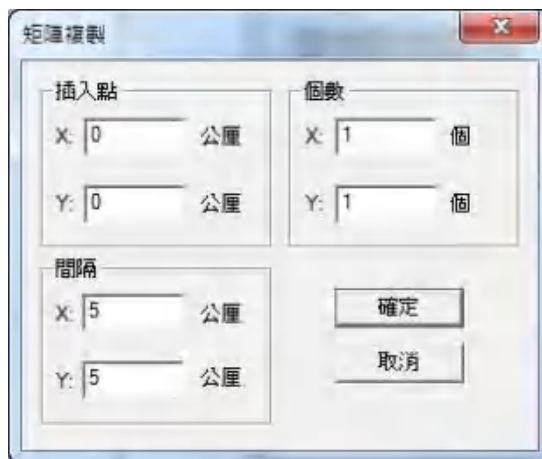 矩陣複製
插入點
X: 0 公厘
Y: 0 公厘
個數
X: 1 個
Y: 1 個
間隔
X: 5 公厘
Y: 5 公厘
確定
取消